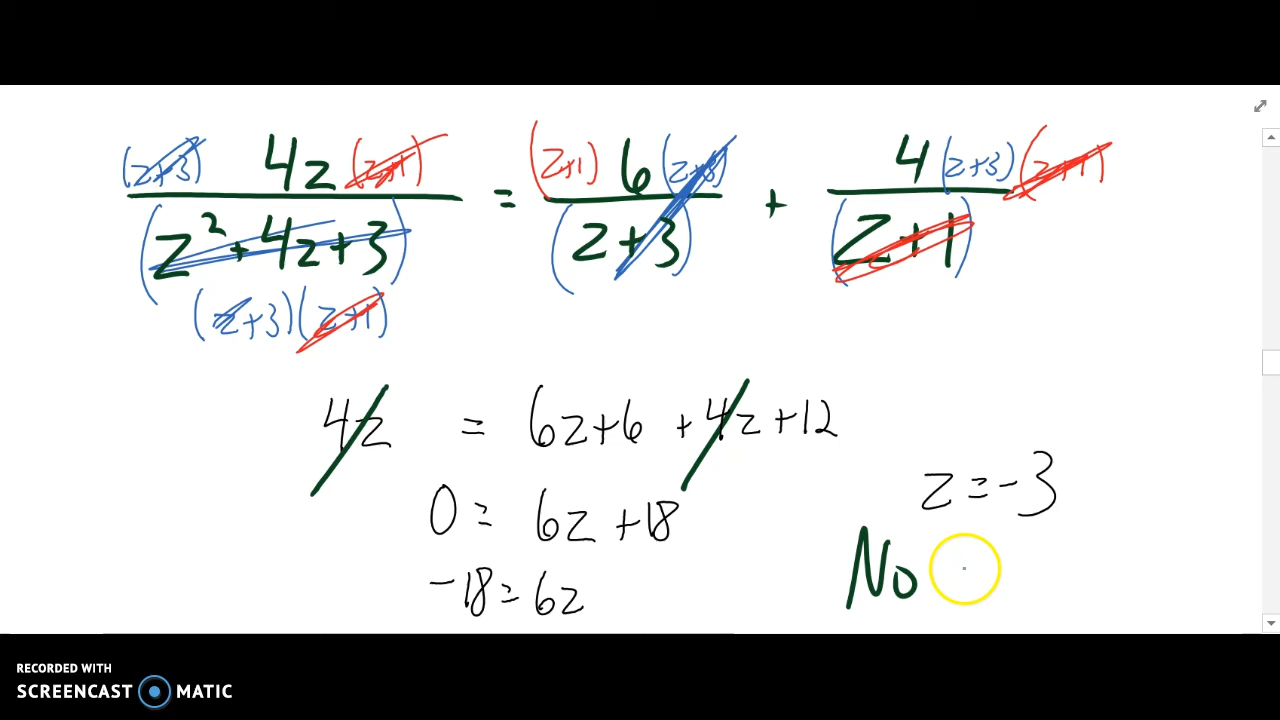 (z+3) 4z (z+1) = (z+1) 6 (z+3) + 4 (z+3) (z+1)
(z²+4z+3) (z+3) (z+1)
(z+3)(z+1)
4z = 6z+6 +4z+12
z=-3
0= 6z +18
No
-18=6z
RECORDED WITH
SCREENCAST MATIC